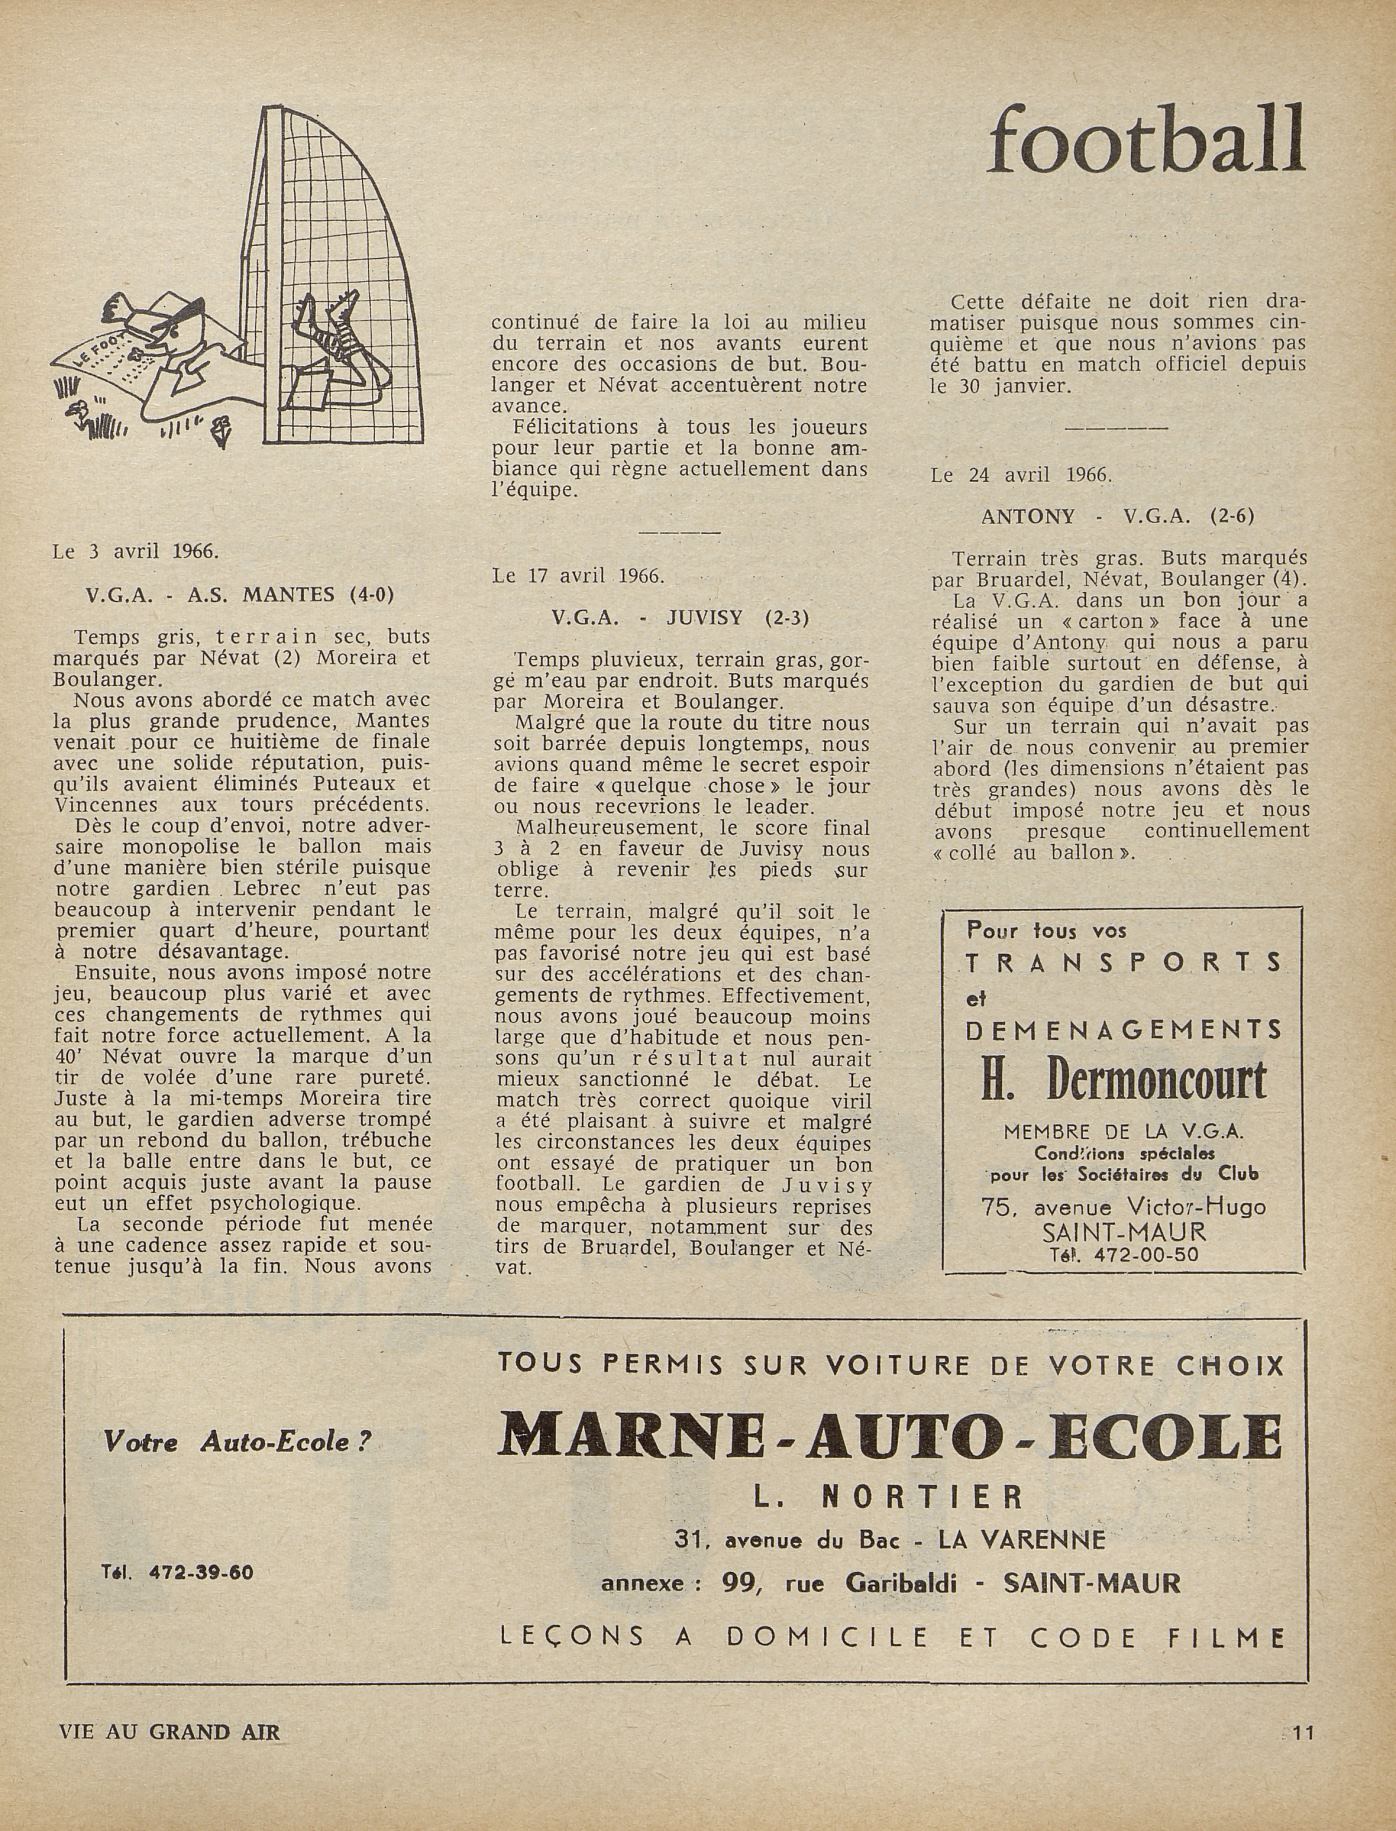 football
LE FOOT
Le 3 avril 1966.
V.G.A. - A.S. MANTES (4-0)
Temps gris, terrain sec, buts
marqués par Névat (2) Moreira et
Boulanger.
Nous avons abordé ce match avec
la plus grande prudence, Mantes
venait pour ce huitième de finale
avec une solide réputation, puis-
qu'ils avaient éliminés Puteaux et
Vincennes aux tours précédents.
Dès le coup d'envoi, notre adver-
saire monopolise le ballon mais
d'une manière bien stérile puisque
notre gardien Lebrec n'eut pas
beaucoup à intervenir pendant le
premier quart d'heure, pourtant
à notre désavantage.
Ensuite, nous avons imposé notre
jeu, beaucoup plus varié et avec
ces changements de rythmes qui
fait notre force actuellement. A la
40' Névat ouvre la marque d'un
tir de volée d'une rare pureté.
Juste à la mi-temps Moreira tire
au but, le gardien adverse trompé
par un rebond du ballon, trébuche
et la balle entre dans le but, ce
point acquis juste avant la pause
eut un effet psychologique.
La seconde période fut menée
à une cadence assez rapide et sou-
tenue jusqu'à la fin. Nous avons
continué de faire la loi au milieu
du terrain et nos avants eurent
encore des occasions de but. Bou-
langer et Névat accentuèrent notre
avance.
Félicitations à tous les joueurs
pour leur partie et la bonne am-
biance qui règne actuellement dans
l'équipe.
Le 17 avril 1966.
V.G.A. - JUVISY (2-3)
Temps pluvieux, terrain gras, gor-
gé m'eau par endroit. Buts marqués
par Moreira et Boulanger.
Malgré que la route du titre nous
soit barrée depuis longtemps, nous
avions quand même le secret espoir
de faire « quelque chose » le jour
ou nous recevrions le leader.
Malheureusement, le score final
3 à 2 en faveur de Juvisy nous
oblige à revenir les pieds sur
terre.
Le terrain, malgré qu'il soit le
même pour les deux équipes, n'a
pas favorisé notre jeu qui est basé
sur des accélérations et des chan-
gements de rythmes. Effectivement,
nous avons joué beaucoup moins
large que d'habitude et nous pen-
sons qu'un résultat nul aurait
mieux sanctionné le débat. Le
match très correct quoique viril
a été plaisant à suivre et malgré
les circonstances les deux équipes
ont essayé de pratiquer un bon
football. Le gardien de Juvisy
nous empêcha à plusieurs reprises
de marquer, notamment sur des
tirs de Bruardel, Boulanger et Né-
vat.
Cette défaite ne doit rien dra-
matiser puisque nous sommes cin-
quième et que nous n'avions pas
été battu en match officiel depuis
le 30 janvier.
Le 24 avril 1966.
ANTONY - V.G.A. (2-6)
Terrain très gras. Buts marqués
par Bruardel, Névat, Boulanger (4).
La V.G.A. dans un bon jour a
réalisé un « carton » face à une
équipe d'Antony qui nous a paru
bien faible surtout en défense, à
l'exception du gardien de but qui
sauva son équipe d'un désastre.
Sur un terrain qui n'avait pas
l'air de nous convenir au premier
abord (les dimensions n'étaient pas
très grandes) nous avons dès le
début imposé notre jeu et nous
avons presque continuellement
« collé au ballon ».
Pour tous vos
TRANSPORTS
et
DEMENAGEMENTS
H. Dermoncourt
MEMBRE DE LA V.G.A.
Conditions spéciales
pour les Sociétaires du Club
75, avenue Victor-Hugo
SAINT-MAUR
Tél. 472-00-50
Votre Auto-Ecole ?
Tél. 472-39-60
TOUS PERMIS SUR VOITURE DE VOTRE CHOIX
MARNE-AUTO-ECOLE
L. NORTIER
31, avenue du Bac - LA VARENNE
annexe : 99, rue Garibaldi - SAINT-MAUR
LEÇONS A DOMICILE ET CODE FILME
VIE AU GRAND AIR
11